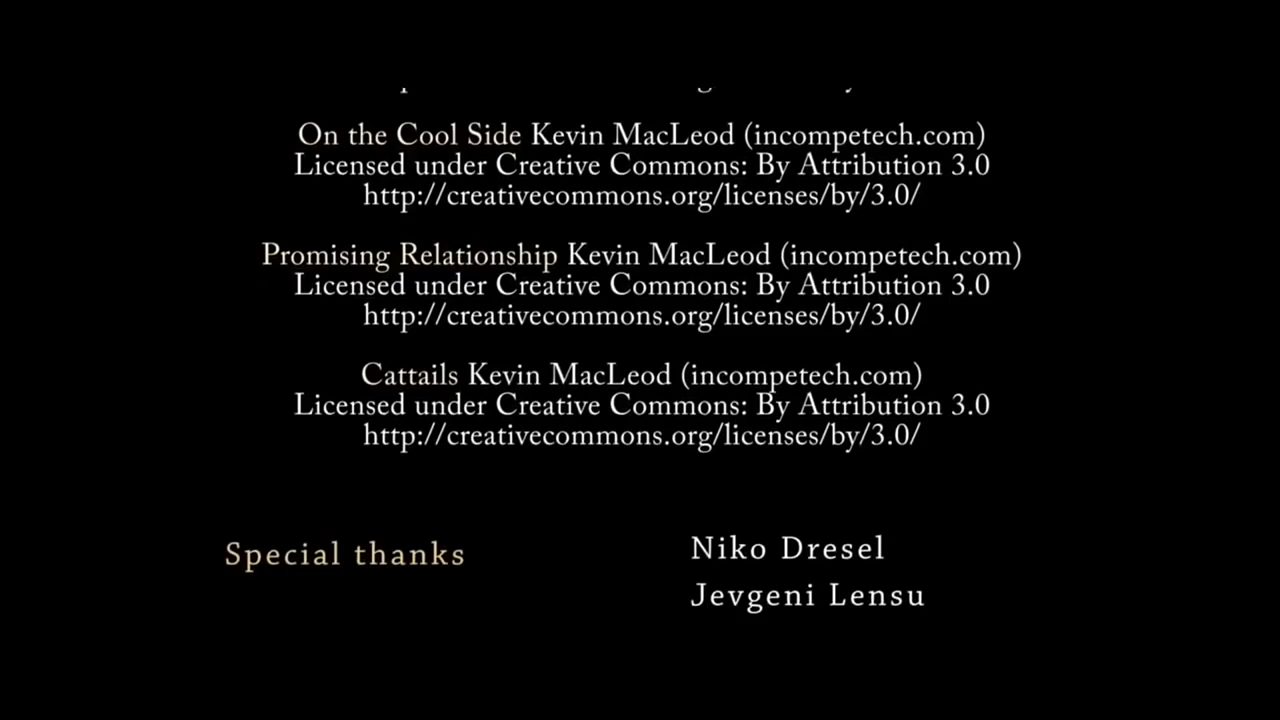 On the Cool Side Kevin MacLeod (incompetech.com)
Licensed under Creative Commons: By Attribution 3.0
http://creativecommons.org/licenses/by/3.0/
Promising Relationship Kevin MacLeod (incompetech.com)
Licensed under Creative Commons: By Attribution 3.0
http://creativecommons.org/licenses/by/3.0/
Cattails Kevin MacLeod (incompetech.com)
Licensed under Creative Commons: By Attribution 3.0
http://creativecommons.org/licenses/by/3.0/
Special thanks
Niko Dresel
Jevgeni Lensu